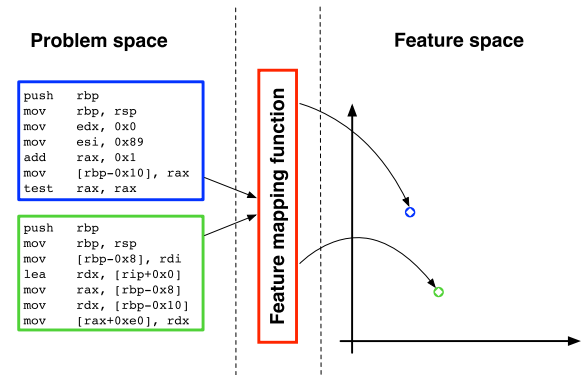 Problem space
Feature space
push rbp
mov rbp, rsp
mov edx, 0x0
mov esi, 0x89
add rax, 0x1
mov [rbp-0x10], rax
test rax, rax
push rbp
mov rbp, rsp
mov [rbp-0x8], rdi
lea rdx, [rip+0x0]
mov rax, [rbp-0x8]
mov rdx, [rbp-0x10]
mov [rax+0xe0], rdx
Feature mapping function